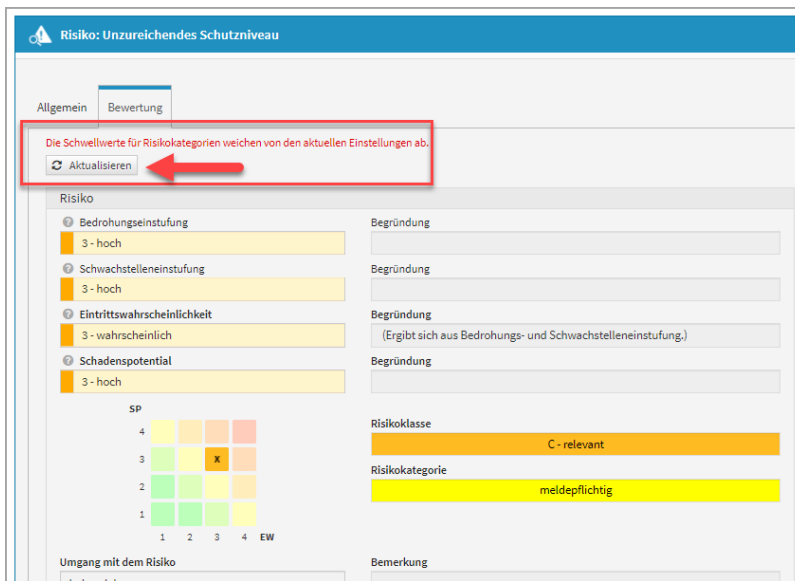 Risiko: Unzureichendes Schutzniveau
Allgemein Bewertung
Die Schwellwerte für Risikokategorien weichen von den aktuellen Einstellungen ab.
Aktualisieren
Risiko
Bedrohungseinstufung Begründung
3 - hoch
Schwachstelleneinstufung Begründung
3 - hoch
Eintrittswahrscheinlichkeit Begründung
3 - wahrscheinlich (Ergibt sich aus Bedrohungs- und Schwachstelleneinstufung.)
Schadenspotential Begründung
3 - hoch
SP
4
Risikoklasse
C - relevant
3 X
Risikokategorie
2
meldepflichtig
1
1 2 3 4 EW
Umgang mit dem Risiko Bemerkung